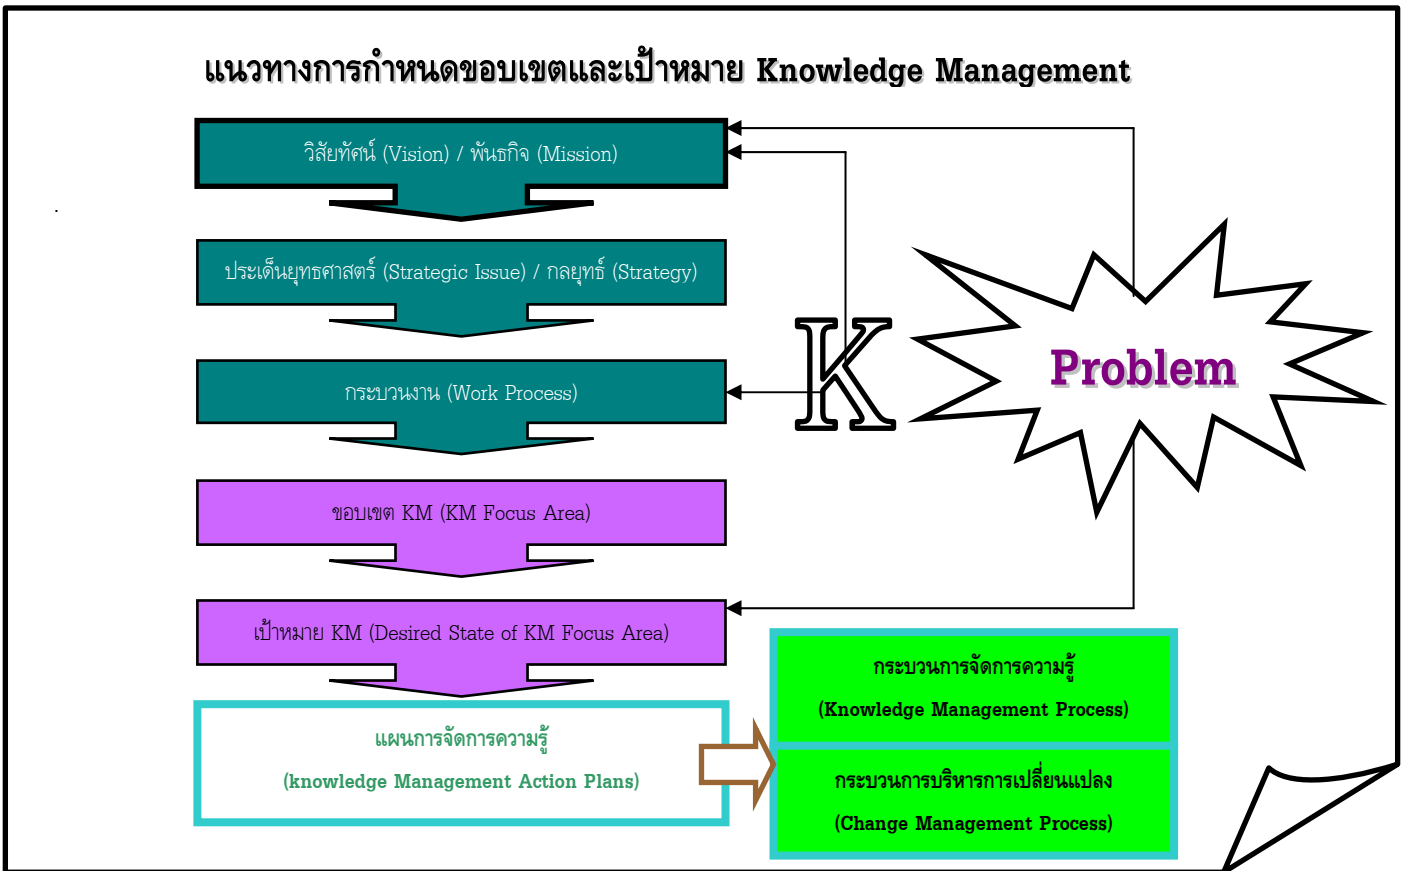 แนวทางการกำหนดขอบเขตและเป้าหมาย Knowledge Management
วิสัยทัศน์ (Vision) / พันธกิจ (Mission)
ประเด็นยุทธศาสตร์ (Strategic Issue) / กลยุทธ์ (Strategy)
กระบวนงาน (Work Process)
K
Problem
ขอบเขต KM (KM Focus Area)
เป้าหมาย KM (Desired State of KM Focus Area)
แผนการจัดการความรู้
(knowledge Management Action Plans)
กระบวนการจัดการความรู้
(Knowledge Management Process)
กระบวนการบริหารการเปลี่ยนแปลง
(Change Management Process)